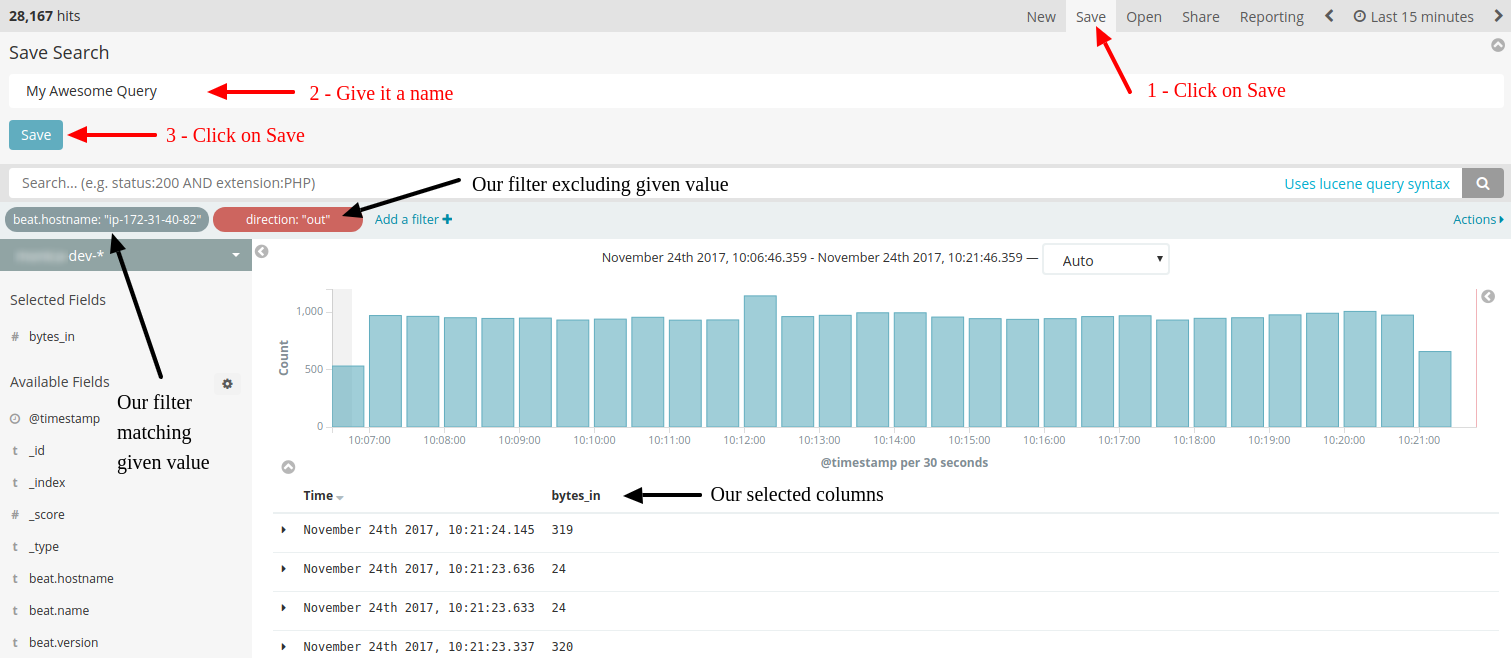 28,167 hits
New Save Open Share Reporting Last 15 minutes
Save Search
My Awesome Query
2 - Give it a name
1 - Click on Save
Save
3 - Click on Save
Search... (e.g. status:200 AND extension:PHP)
Our filter excluding given value
Uses lucene query syntax
beat.hostname: "ip-172-31-40-82"
direction: "out"
Add a filter
Actions
dev-*
November 24th 2017, 10:06:46.359 - November 24th 2017, 10:21:46.359 —
Auto
Selected Fields
# bytes_in
Available Fields
@timestamp
t _id
t _index
# _score
t _type
t beat.hostname
t beat.name
t beat.version
Our filter
matching
given value
Count
1,000
500
0
10:07:00 10:08:00 10:09:00 10:10:00 10:11:00 10:12:00 10:13:00 10:14:00 10:15:00 10:16:00 10:17:00 10:18:00 10:19:00 10:20:00 10:21:00
@timestamp per 30 seconds
Time bytes_in
Our selected columns
November 24th 2017, 10:21:24.145 319
November 24th 2017, 10:21:23.636 24
November 24th 2017, 10:21:23.633 24
November 24th 2017, 10:21:23.337 320